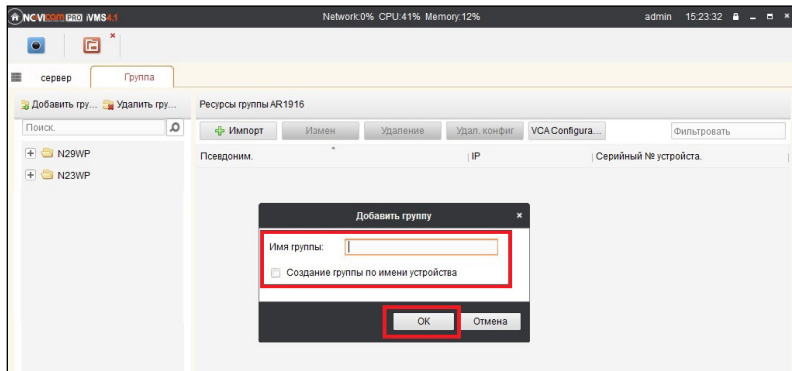 NOVICOM PRO iVMS4.1 Network:0% CPU:41% Memory:12% admin 15:23:32
сервер Группа
Добавить гру... Удалить гру... Ресурсы группы AR1916
Поиск. Импорт Измен Удаление Удал. конфиг VCA Configura... Фильтровать
Псевдоним. IP Серийный № устройства.
N29WP
N23WP
Добавить группу
Имя группы:
Создание группы по имени устройства
OK Отмена